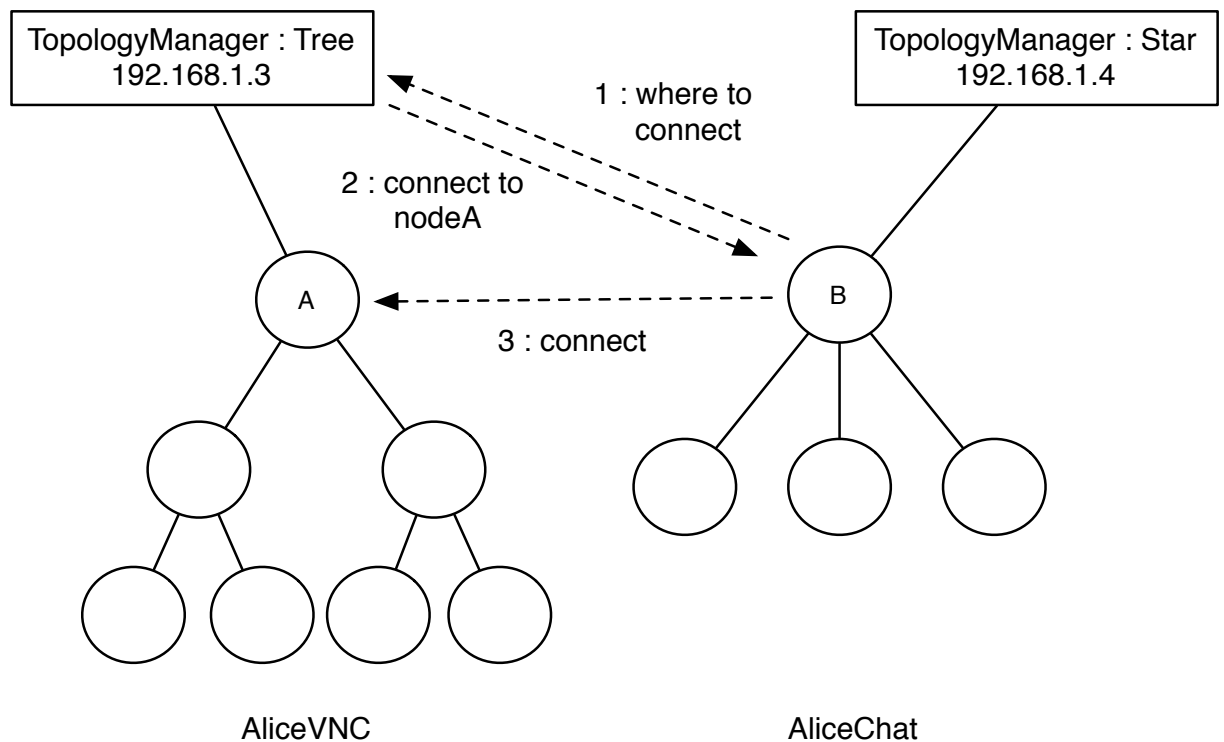 TopologyManager : Tree
192.168.1.3
TopologyManager : Star
192.168.1.4
1 : where to
connect
2 : connect to
nodeA
A
B
3 : connect
AliceVNC
AliceChat